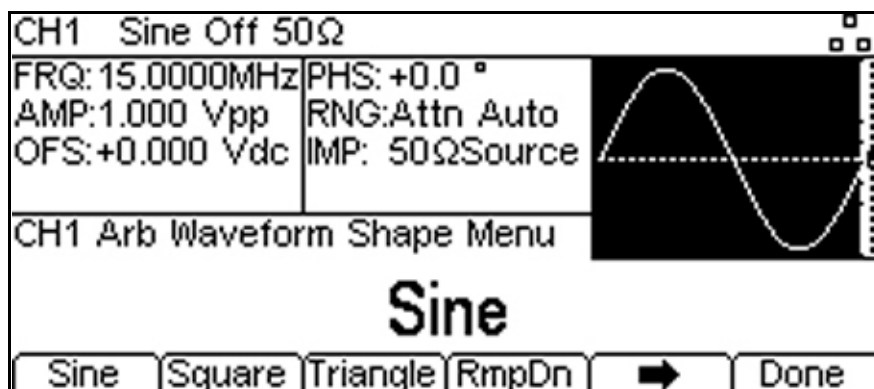 CH1 Sine Off 50Ω
FRQ:15.0000MHz PHS:+0.0 °
AMP:1.000 Vpp RNG:Attn Auto
OFS:+0.000 Vdc IMP: 50ΩSource
CH1 Arb Waveform Shape Menu
Sine
Sine Square Triangle RmpDn ➡ Done